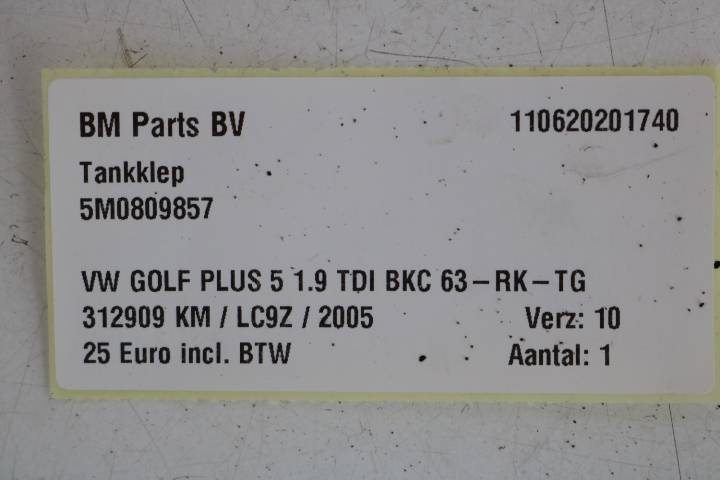 BM Parts BV 110620201740
Tankklep
5M0809857
VW GOLF PLUS 5 1.9 TDI BKC 63-RK-TG
312909 KM / LC9Z / 2005 Verz: 10
25 Euro incl. BTW Aantal: 1